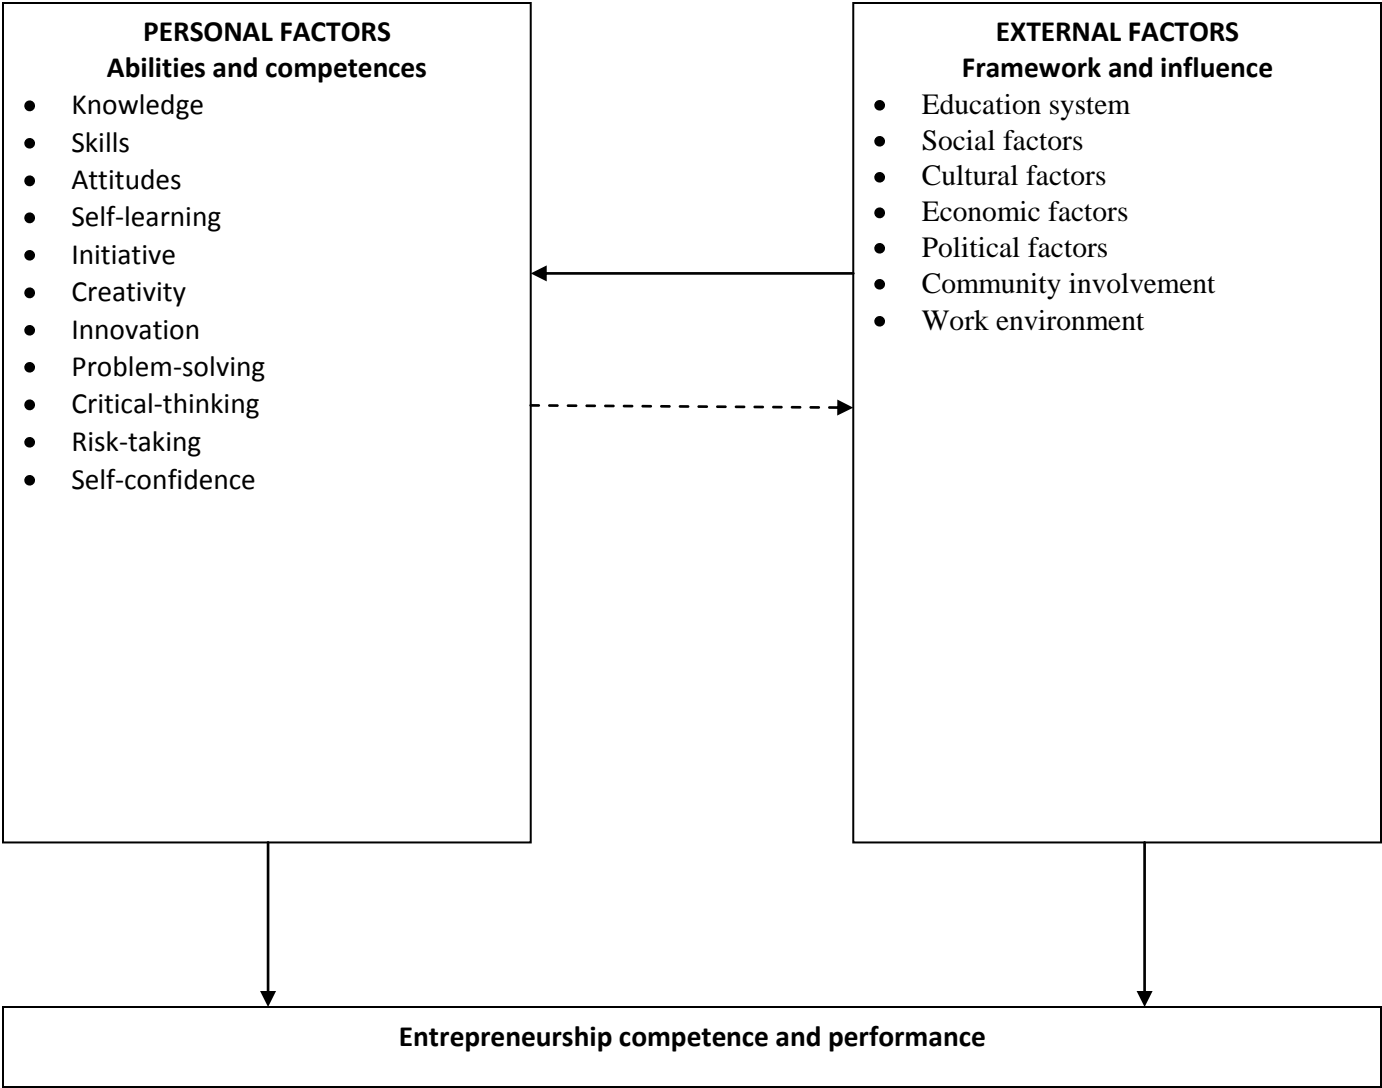 PERSONAL FACTORS
Abilities and competences
• Knowledge
• Skills
• Attitudes
• Self-learning
• Initiative
• Creativity
• Innovation
• Problem-solving
• Critical-thinking
• Risk-taking
• Self-confidence
EXTERNAL FACTORS
Framework and influence
• Education system
• Social factors
• Cultural factors
• Economic factors
• Political factors
• Community involvement
• Work environment
Entrepreneurship competence and performance